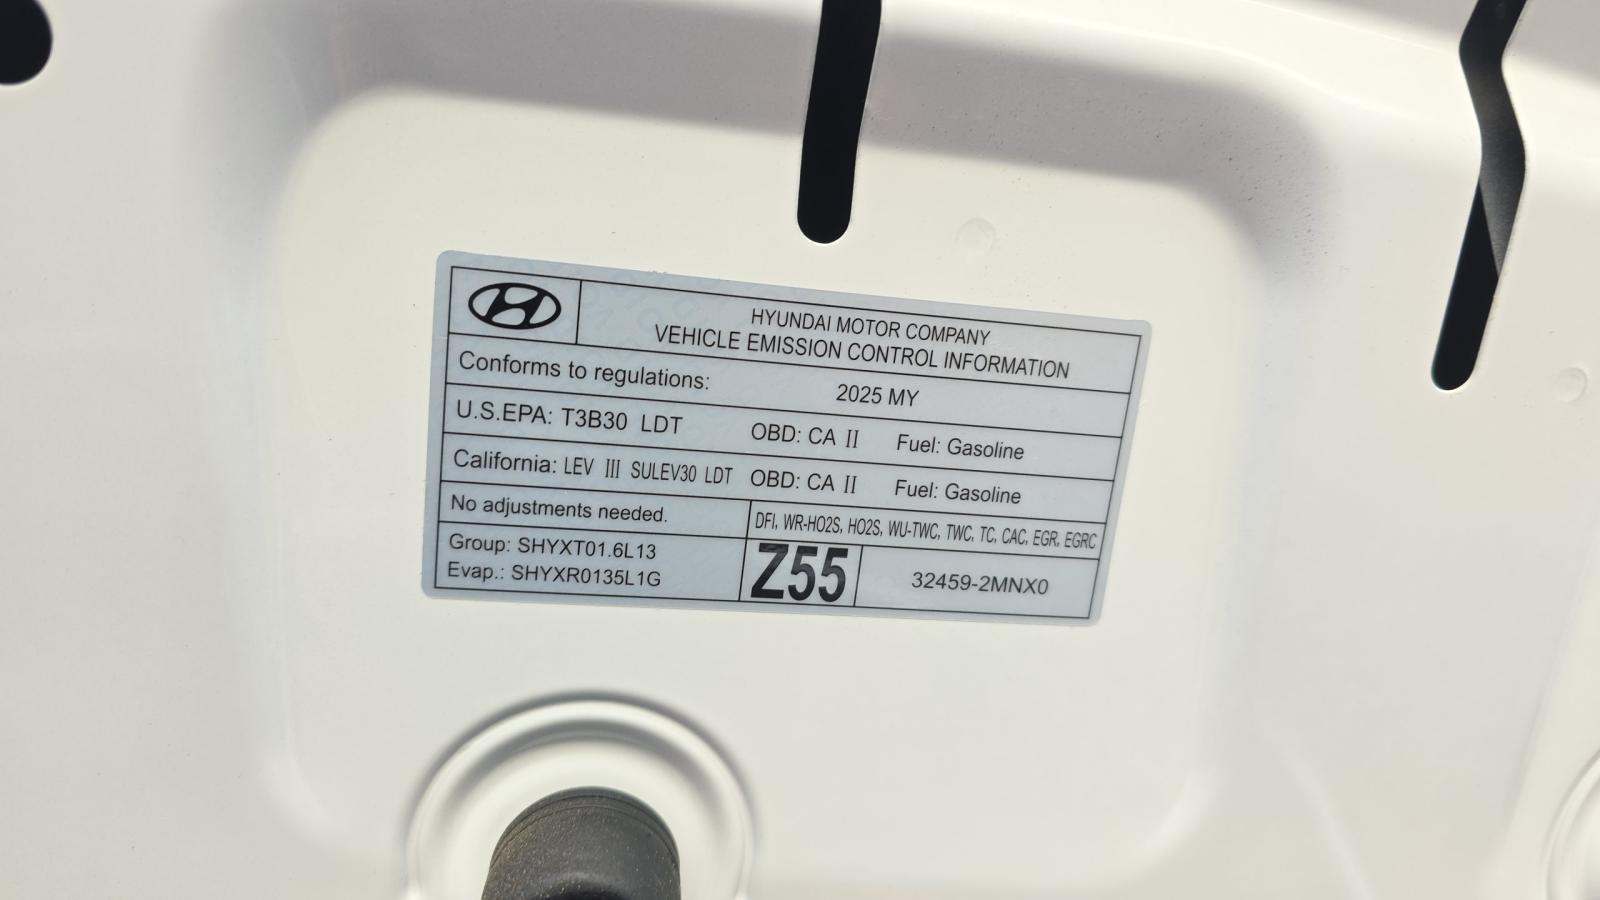 HYUNDAI MOTOR COMPANY
VEHICLE EMISSION CONTROL INFORMATION
Conforms to regulations: 2025 MY
U.S.EPA: T3B30 LDT OBD: CA II Fuel: Gasoline
California: LEV III SULEV30 LDT OBD: CA II Fuel: Gasoline
No adjustments needed.
DFI, WR-HO2S, HO2S, WU-TWC, TWC, TC, CAC, EGR, EGRC
Group: SHYXT01.6L13
Evap.: SHYXR0135L1G
Z55
32459-2MNX0